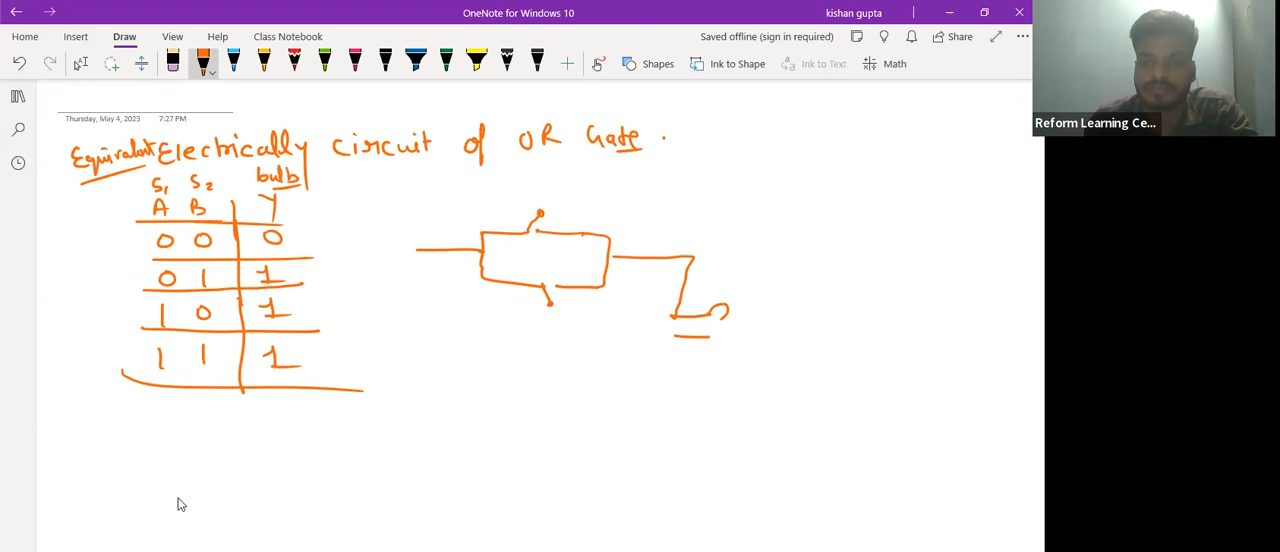 OneNote for Windows 10
kishan gupta
Home Insert Draw View Help Class Notebook
Saved offline (sign in required)
Share
Shapes
Ink to Shape
Ink to Text
Math
Reform Learning Ce...
Thursday, May 4, 2023 7:27 PM
Equivalent Electrically circuit of OR Gate .
S1 S2 bulb
A B Y
0 0 0
0 1 1
1 0 1
1 1 1